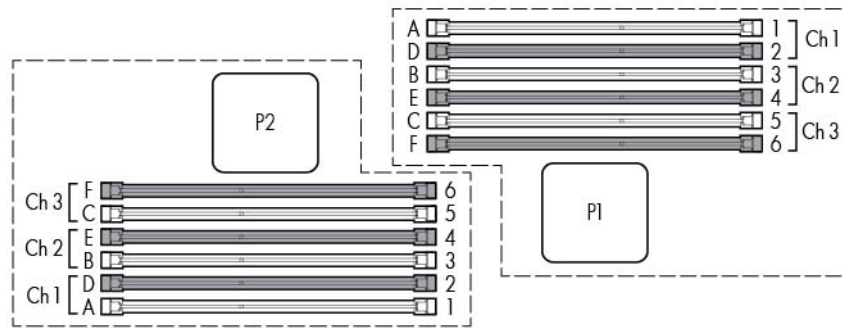 A 1 Ch 1
D 2
B 3 Ch 2
E 4
C 5 Ch 3
F 6
P1
P2
Ch 3 F 6
C 5
Ch 2 E 4
B 3
Ch 1 D 2
A 1